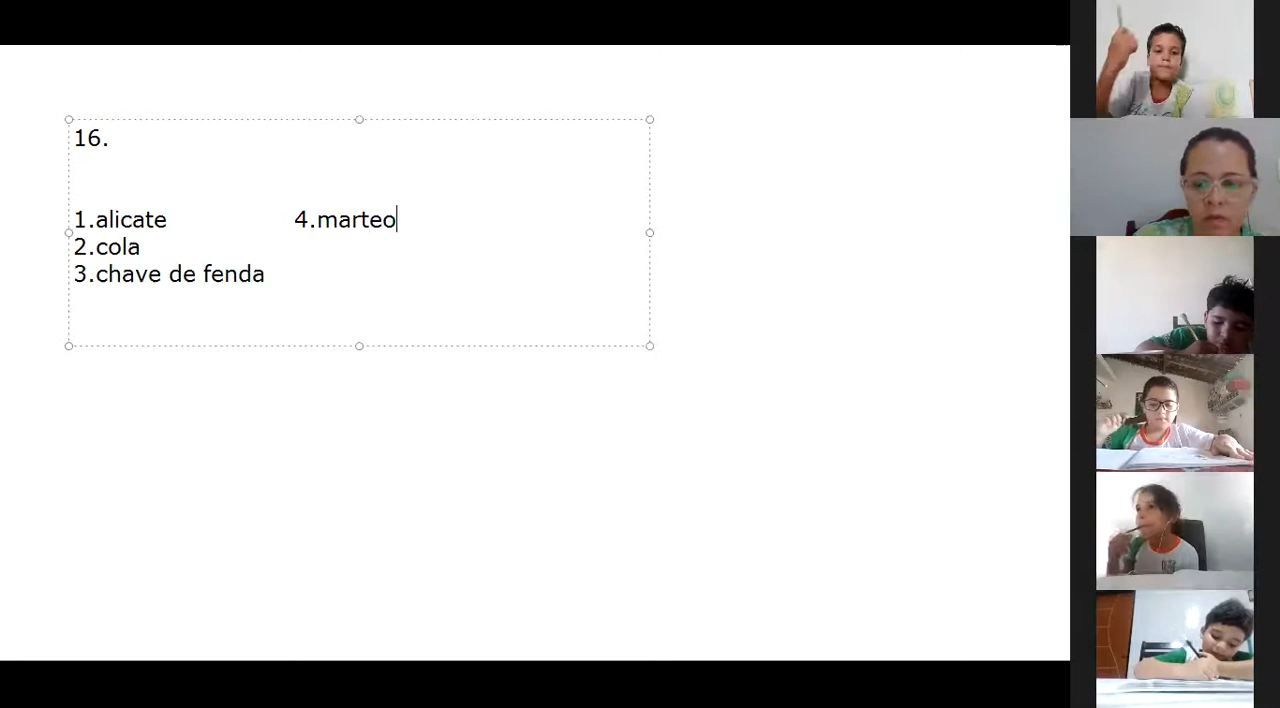 16.
1.alicate 4.marteo
2.cola
3.chave de fenda